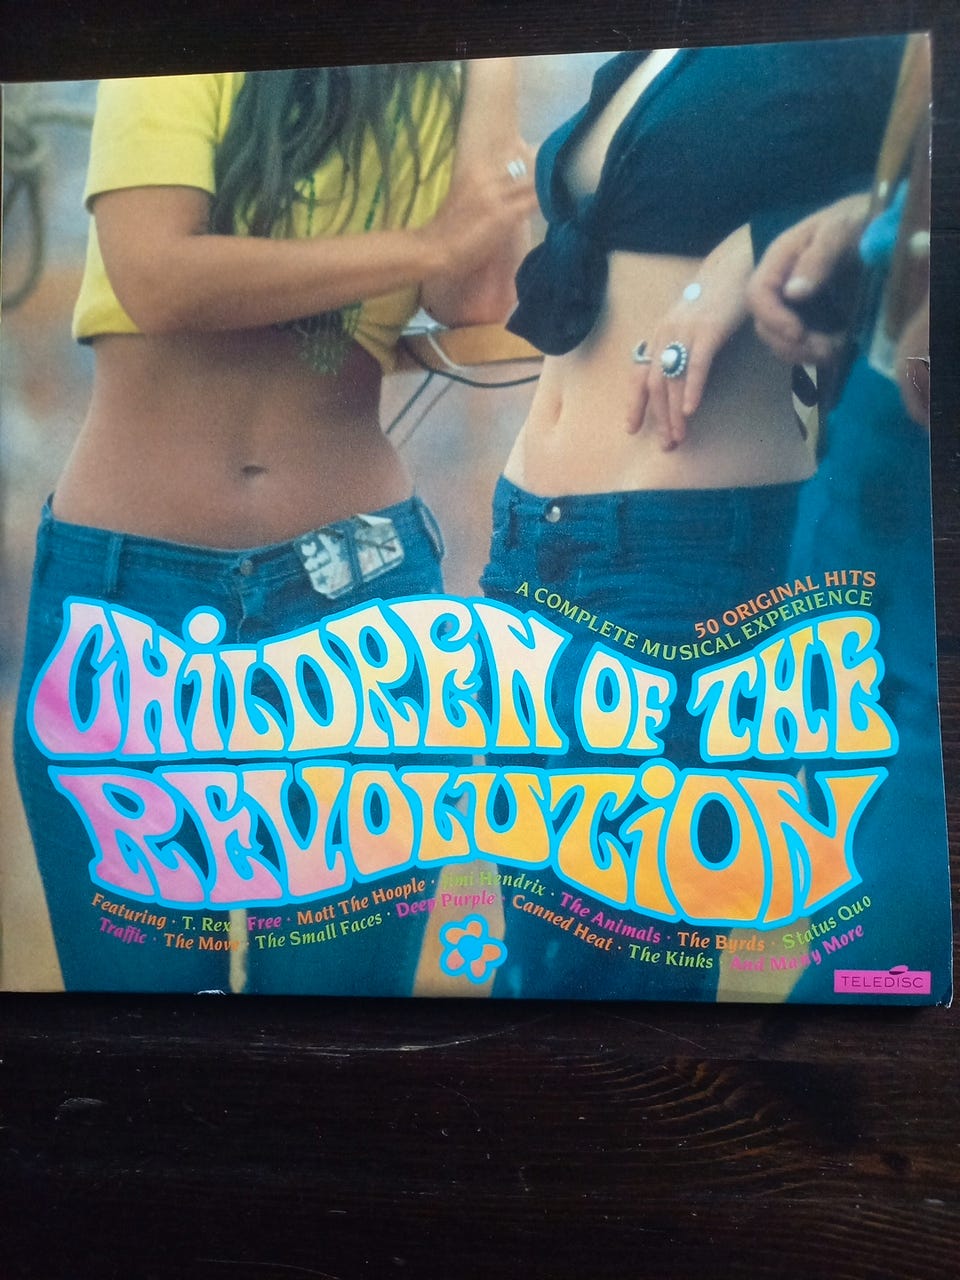 50 ORIGINAL HITS
A COMPLETE MUSICAL EXPERIENCE
CHiLDREN OF THE
REVOLUTiON
Featuring · T. Rex · Free · Mott The Hoople · Jimi Hendrix · The Animals · The Byrds · Status Quo
Traffic · The Move · The Small Faces · Deep Purple · Canned Heat · The Kinks · And Many More
TELEDISC